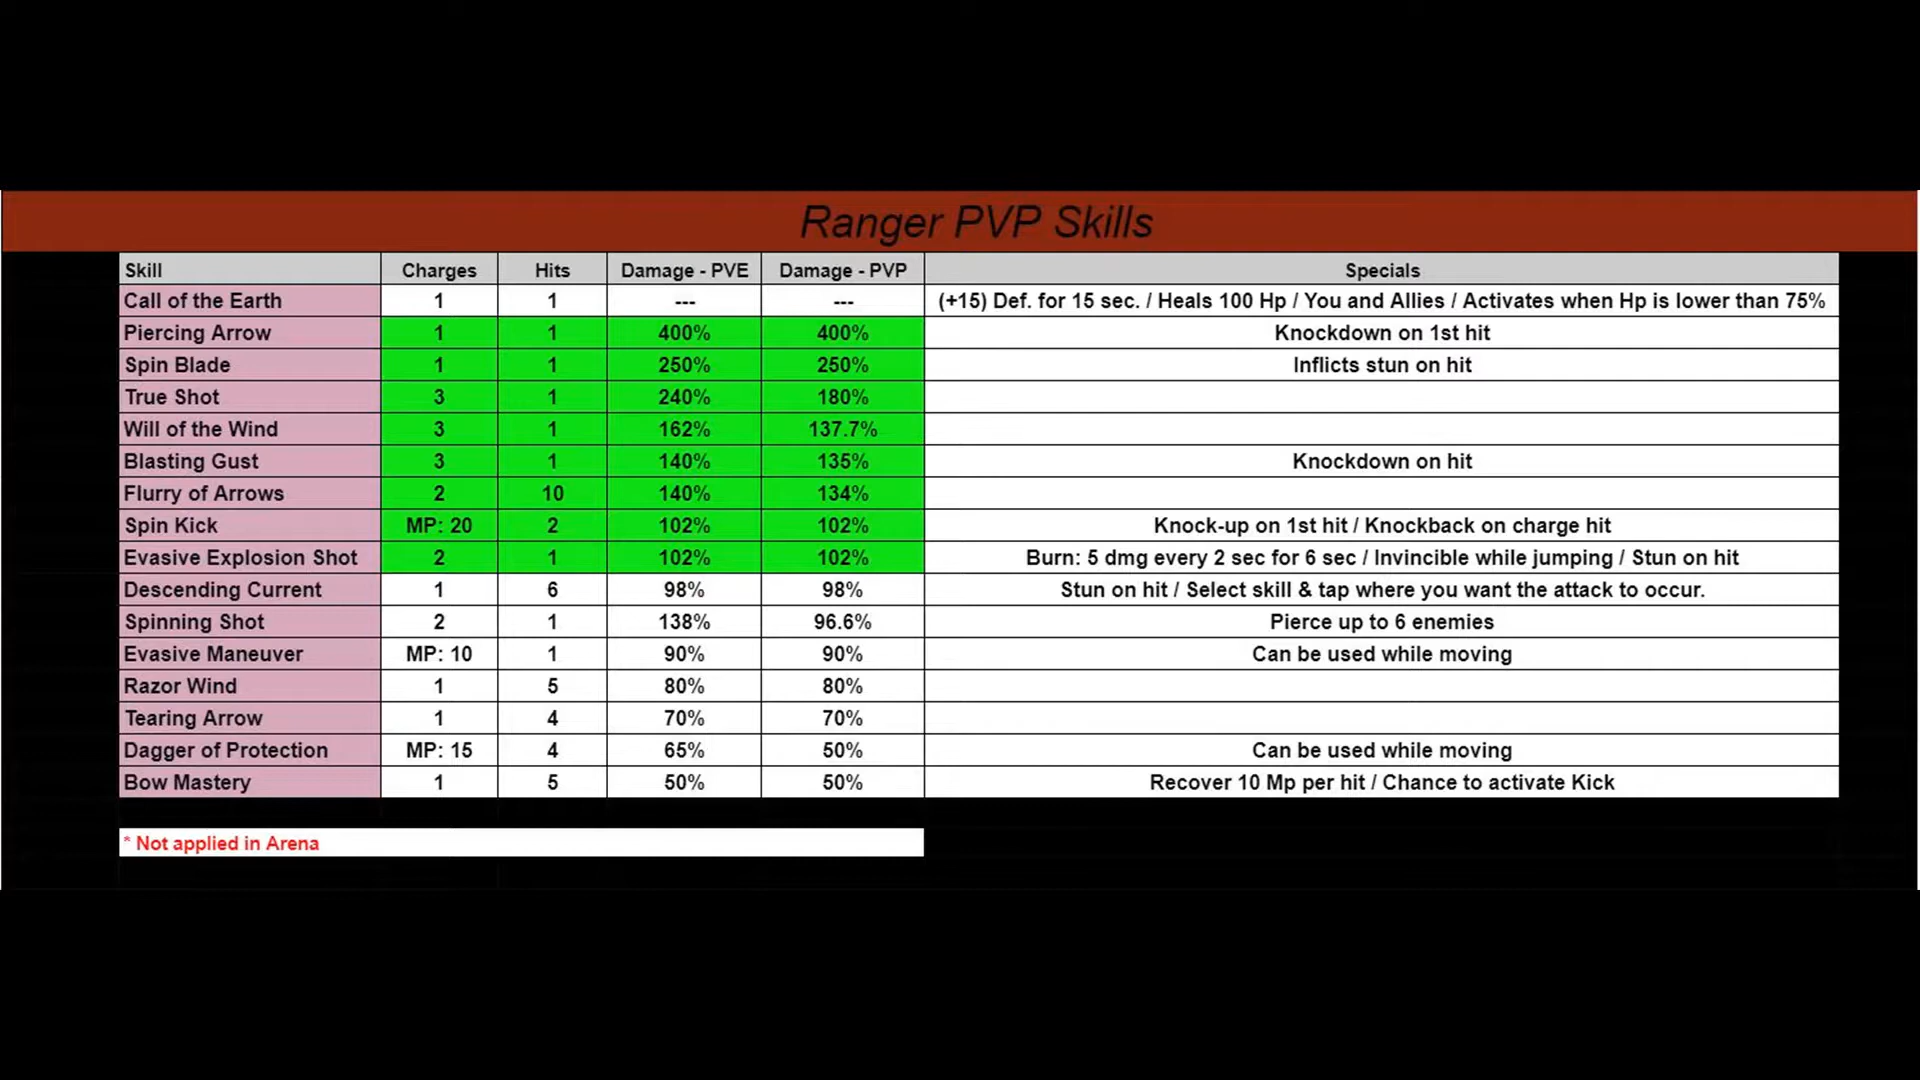 Ranger PVP Skills
Skill Charges Hits Damage - PVE Damage - PVP Specials
Call of the Earth 1 1 --- --- (+15) Def. for 15 sec. / Heals 100 Hp / You and Allies / Activates when Hp is lower than 75%
Piercing Arrow 1 1 400% 400% Knockdown on 1st hit
Spin Blade 1 1 250% 250% Inflicts stun on hit
True Shot 3 1 240% 180%
Will of the Wind 3 1 162% 137.7%
Blasting Gust 3 1 140% 135% Knockdown on hit
Flurry of Arrows 2 10 140% 134%
Spin Kick MP: 20 2 102% 102% Knock-up on 1st hit / Knockback on charge hit
Evasive Explosion Shot 2 1 102% 102% Burn: 5 dmg every 2 sec for 6 sec / Invincible while jumping / Stun on hit
Descending Current 1 6 98% 98% Stun on hit / Select skill & tap where you want the attack to occur.
Spinning Shot 2 1 138% 96.6% Pierce up to 6 enemies
Evasive Maneuver MP: 10 1 90% 90% Can be used while moving
Razor Wind 1 5 80% 80%
Tearing Arrow 1 4 70% 70%
Dagger of Protection MP: 15 4 65% 50% Can be used while moving
Bow Mastery 1 5 50% 50% Recover 10 Mp per hit / Chance to activate Kick
* Not applied in Arena